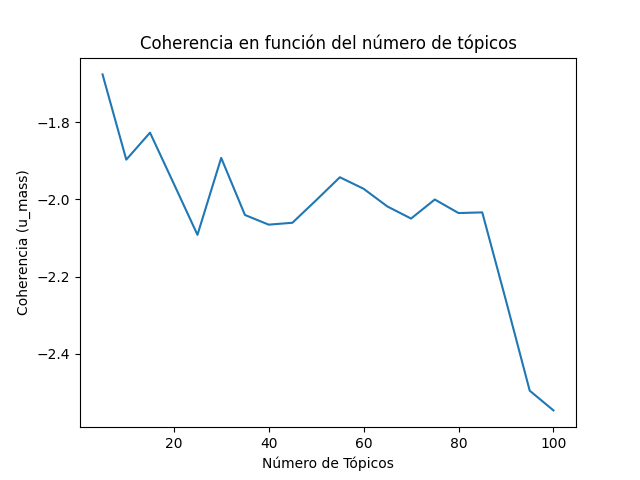 Coherencia en función del número de tópicos
Coherencia (u_mass)
−1.8
−2.0
−2.2
−2.4
20 40 60 80 100
Número de Tópicos